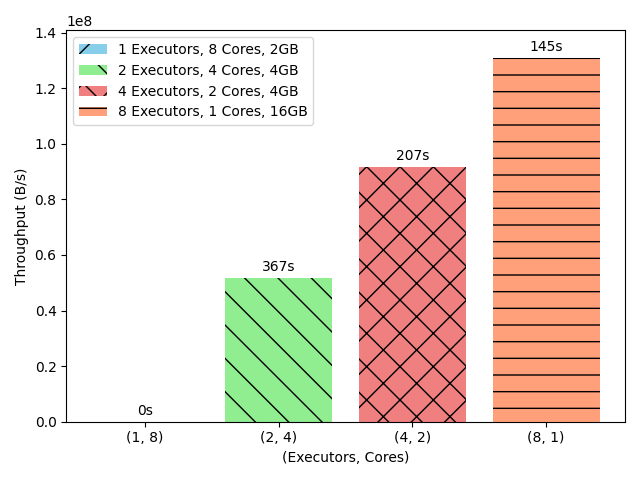 1e8
1.4
1.2
1.0
0.8
0.6
0.4
0.2
0.0
Throughput (B/s)
1 Executors, 8 Cores, 2GB
2 Executors, 4 Cores, 4GB
4 Executors, 2 Cores, 4GB
8 Executors, 1 Cores, 16GB
0s
367s
207s
145s
(1, 8)
(2, 4)
(4, 2)
(8, 1)
(Executors, Cores)